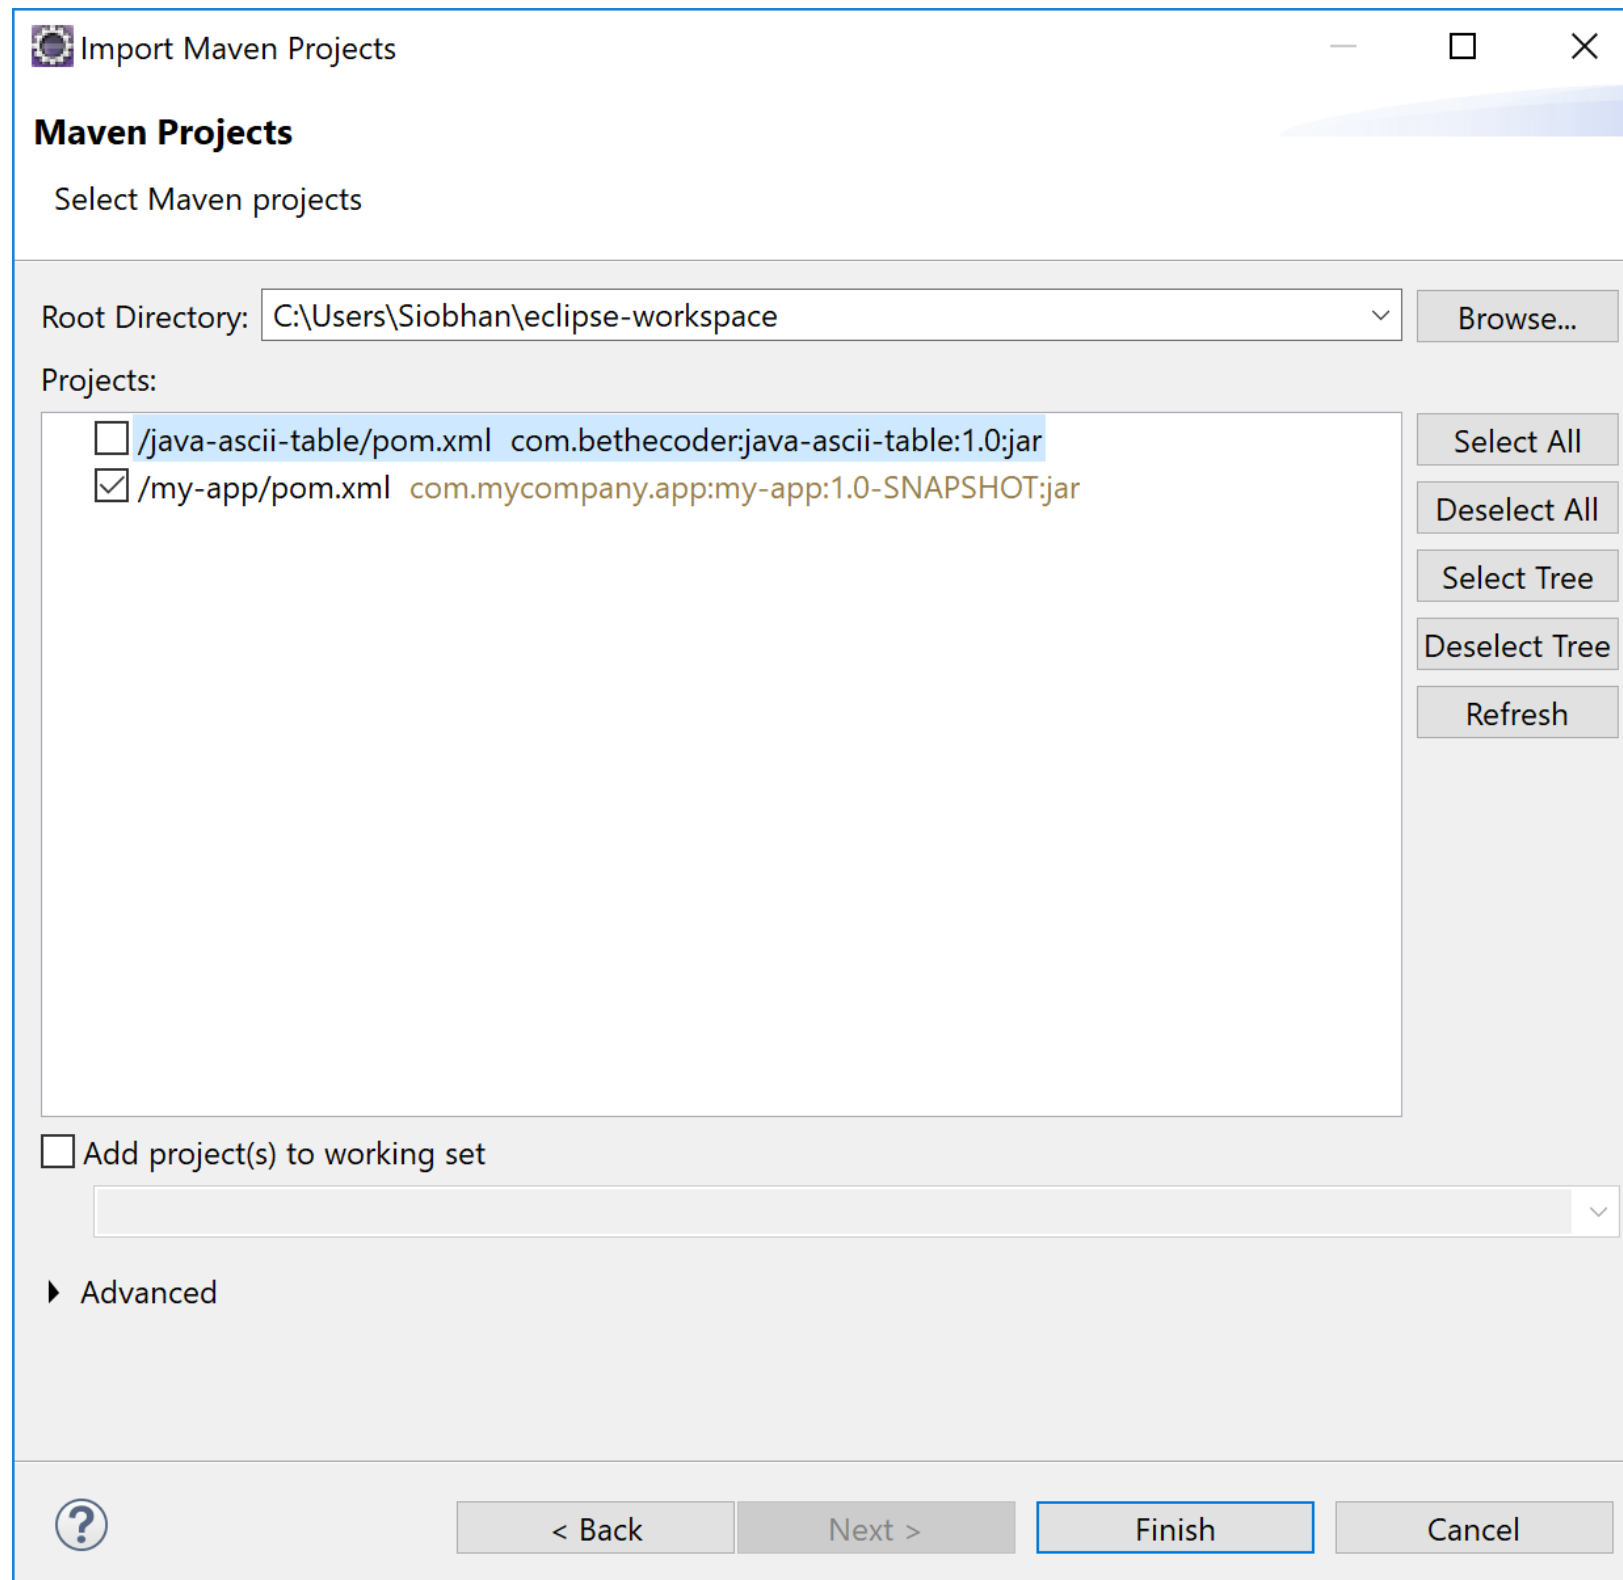 Import Maven Projects
Maven Projects
Select Maven projects
Root Directory: C:\Users\Siobhan\eclipse-workspace Browse...
Projects:
/java-ascii-table/pom.xml com.bethecoder:java-ascii-table:1.0:jar
/my-app/pom.xml com.mycompany.app:my-app:1.0-SNAPSHOT:jar
Select All
Deselect All
Select Tree
Deselect Tree
Refresh
Add project(s) to working set
Advanced
? < Back Next > Finish Cancel